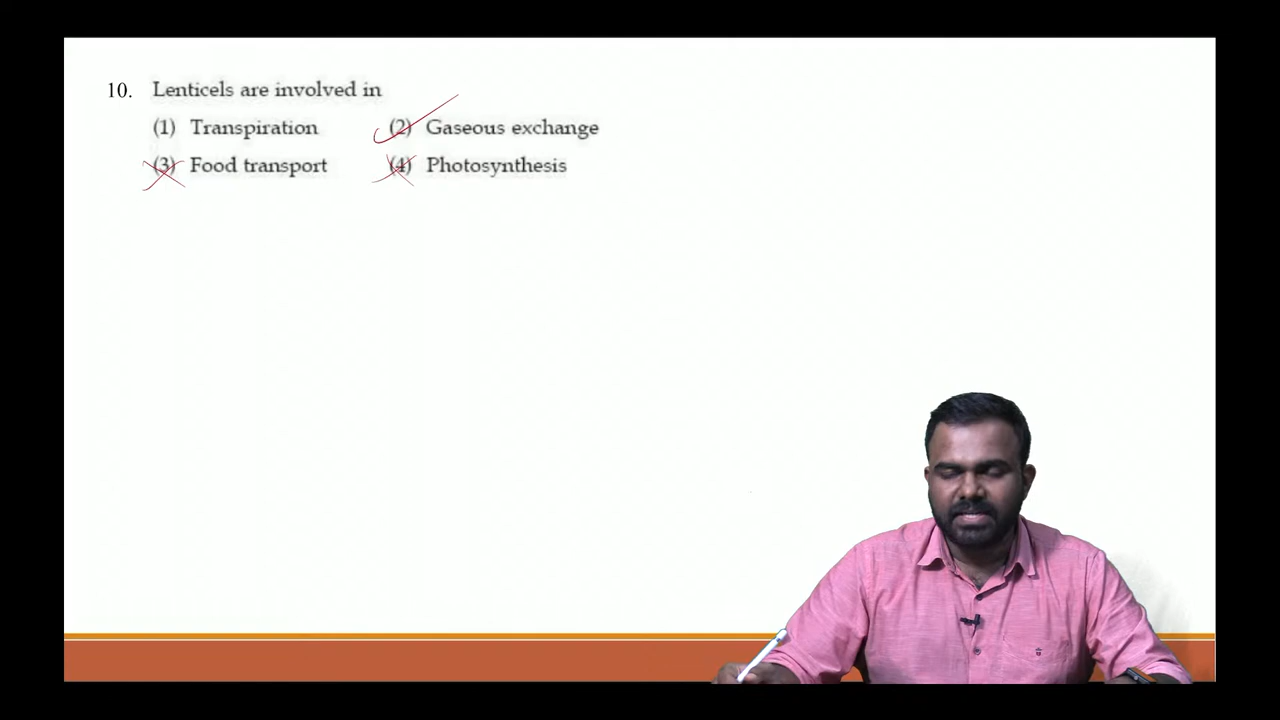 10. Lenticels are involved in
(1) Transpiration (2) Gaseous exchange
(3) Food transport (4) Photosynthesis